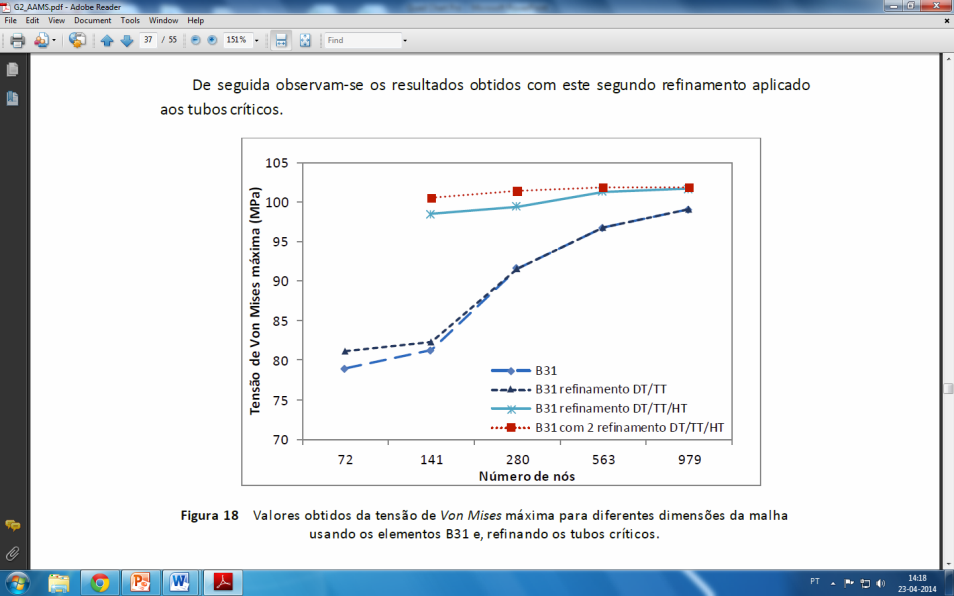 G2_AAMS.pdf - Adobe Reader
File Edit View Document Tools Window Help
37 / 55 151% Find
De seguida observam-se os resultados obtidos com este segundo refinamento aplicado
aos tubos críticos.
Tensão de Von Mises máxima (MPa)
105
100
95
90
85
80
75
70
B31
B31 refinamento DT/TT
B31 refinamento DT/TT/HT
B31 com 2 refinamento DT/TT/HT
72 141 280 563 979
Número de nós
Figura 18 Valores obtidos da tensão de Von Mises máxima para diferentes dimensões da malha
usando os elementos B31 e, refinando os tubos críticos.
PT
14:18
23-04-2014